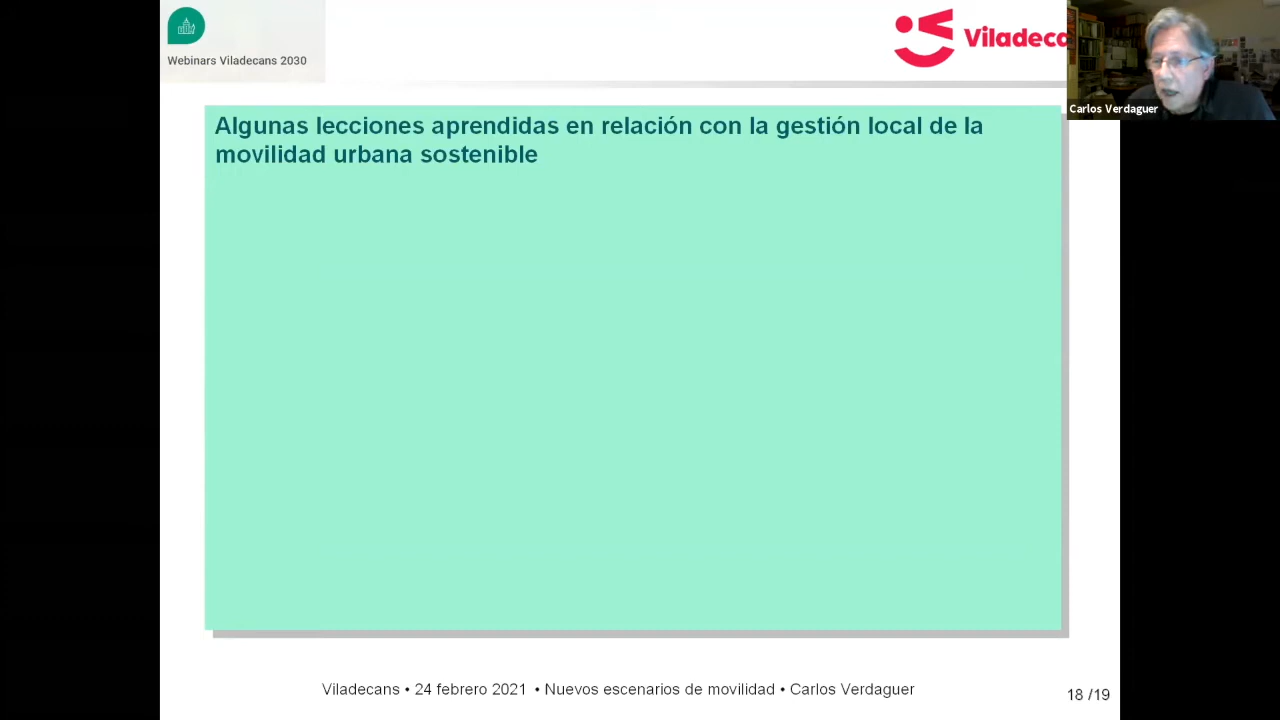 Webinars Viladecans 2030
Viladeca
Carlos Verdaguer
Algunas lecciones aprendidas en relación con la gestión local de la
movilidad urbana sostenible
Viladecans • 24 febrero 2021 • Nuevos escenarios de movilidad • Carlos Verdaguer
18 /19